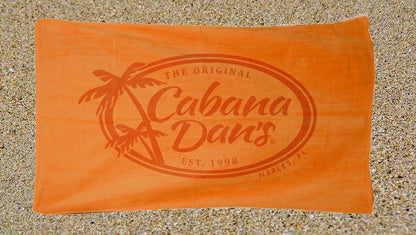 THE ORIGINAL
Cabana
Dan's®
EST. 1998
NAPLES, FL